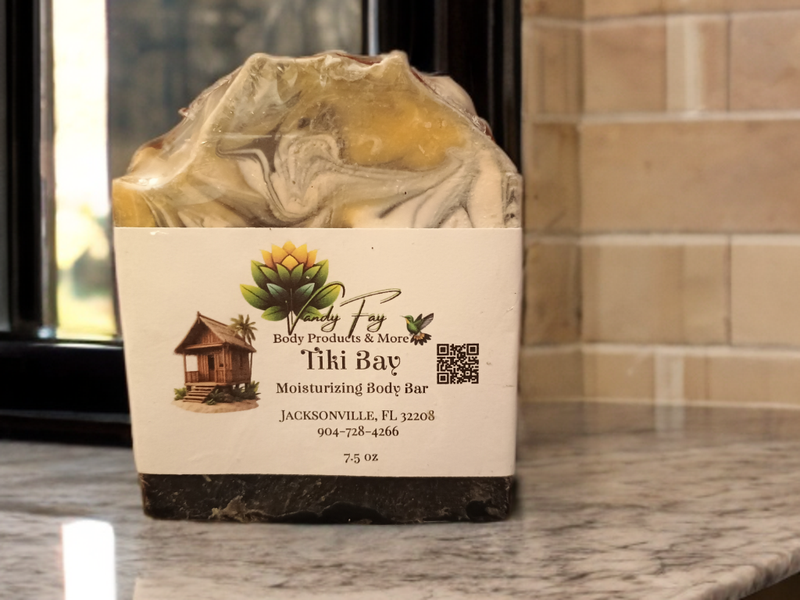 Vandy Fay
Body Products & More
Tiki Bay
Moisturizing Body Bar
JACKSONVILLE, FL 32208
904-728-4266
7.5 oz